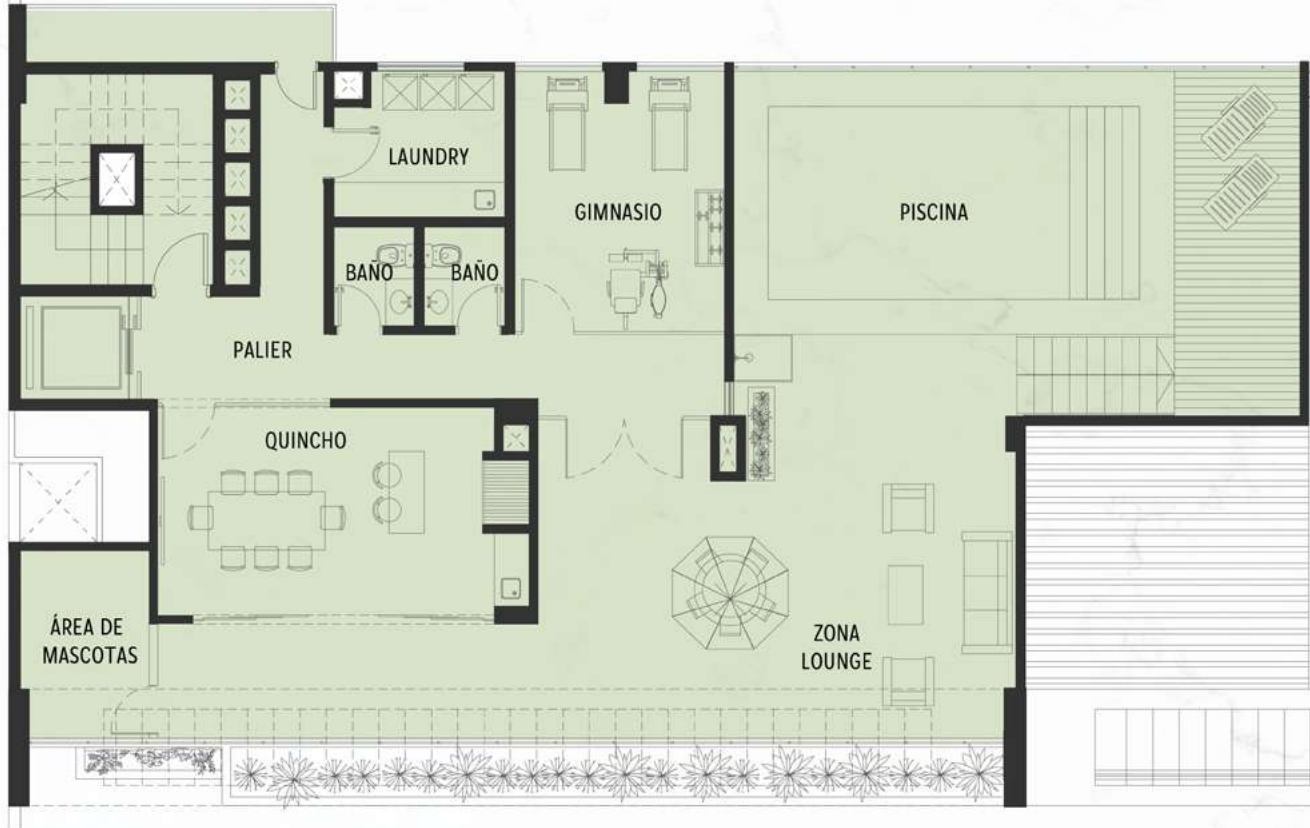 LAUNDRY
GIMNASIO
PISCINA
BAÑO
BAÑO
PALIER
QUINCHO
ÁREA DE
MASCOTAS
ZONA
LOUNGE